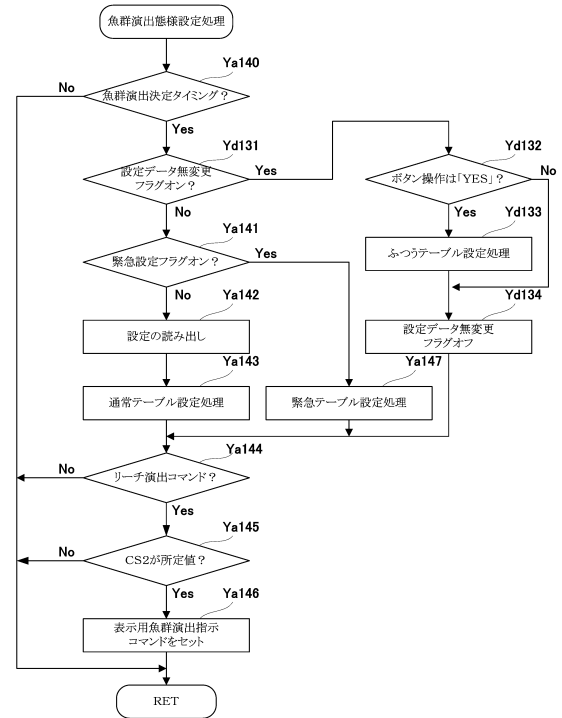 魚群演出態様設定処理
Ya140
魚群演出決定タイミング？
No
Yes
Yd131
設定データ無変更
フラグオン？
Yes
No
Yd132
ボタン操作は「YES」？
No
Yes
Yd133
ふつうテーブル設定処理
Yd134
設定データ無変更
フラグオフ
Ya141
緊急設定フラグオン？
Yes
No
Ya142
設定の読み出し
Ya143
通常テーブル設定処理
Ya147
緊急テーブル設定処理
Ya144
リーチ演出コマンド？
No
Yes
Ya145
CS2が所定値？
No
Yes
Ya146
表示用魚群演出指示
コマンドをセット
RET